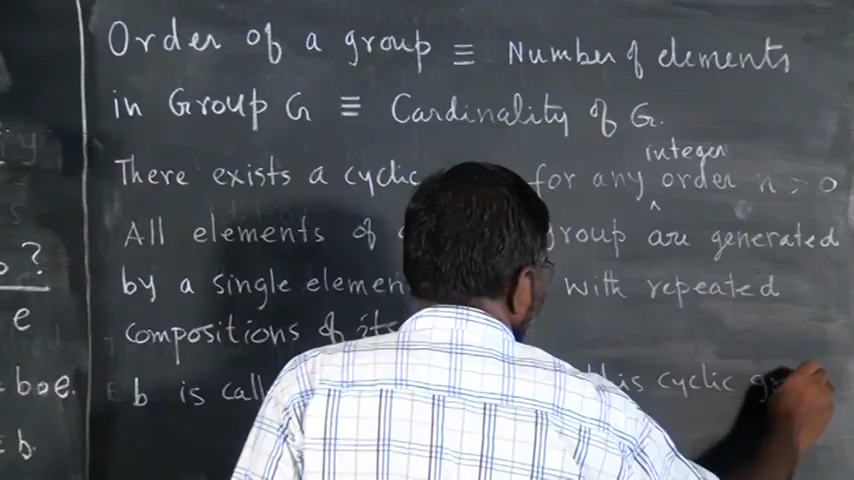 Order of a group ≡ Number of elements
in Group G ≡ Cardinality of G.
integer
There exists a cyclic for any ^ order n > 0
All elements of group are generated
by a single element with repeated
compositions of its
b is call this cyclic g
?
e
boe.
b.